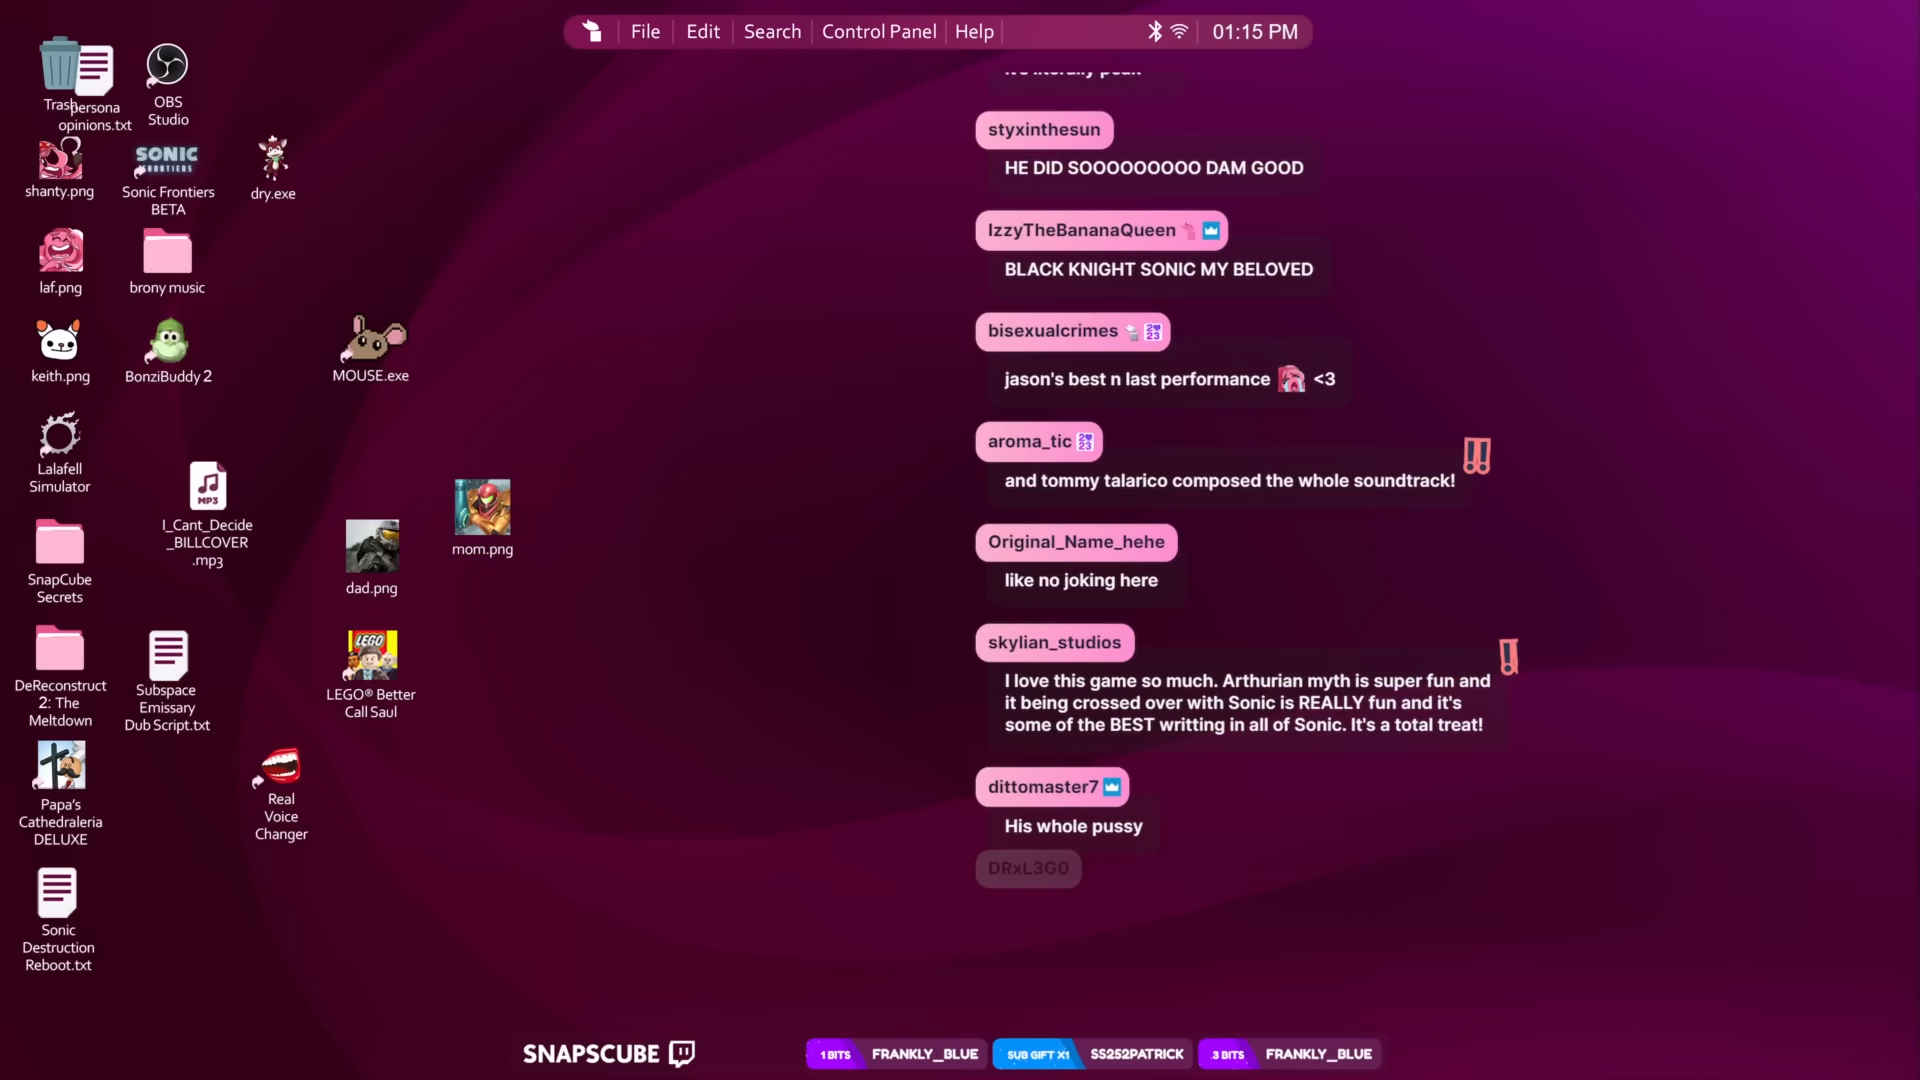 File
Edit
Search
Control Panel
Help
01:15 PM
Trash
persona
opinions.txt
OBS
Studio
shanty.png
SONIC
FRONTIERS
Sonic Frontiers
BETA
dry.exe
laf.png
brony music
keith.png
BonziBuddy 2
MOUSE.exe
Lalafell
Simulator
MP3
I_Cant_Decide
_BILLCOVER
.mp3
mom.png
dad.png
SnapCube
Secrets
DeReconstruct
2: The
Meltdown
Subspace
Emissary
Dub Script.txt
LEGO
LEGO® Better
Call Saul
Papa's
Cathedraleria
DELUXE
Real
Voice
Changer
Sonic
Destruction
Reboot.txt
it's literally peak
styxinthesun
HE DID SOOOOOOOOO DAM GOOD
IzzyTheBananaQueen
BLACK KNIGHT SONIC MY BELOVED
bisexualcrimes
jason's best n last performance <3
aroma_tic
and tommy talarico composed the whole soundtrack!
Original_Name_hehe
like no joking here
skylian_studios
I love this game so much. Arthurian myth is super fun and
it being crossed over with Sonic is REALLY fun and it's
some of the BEST writting in all of Sonic. It's a total treat!
dittomaster7
His whole pussy
DRxL3G0
SNAPSCUBE
1 BITS FRANKLY_BLUE
SUB GIFT X1 SS252PATRICK
3 BITS FRANKLY_BLUE